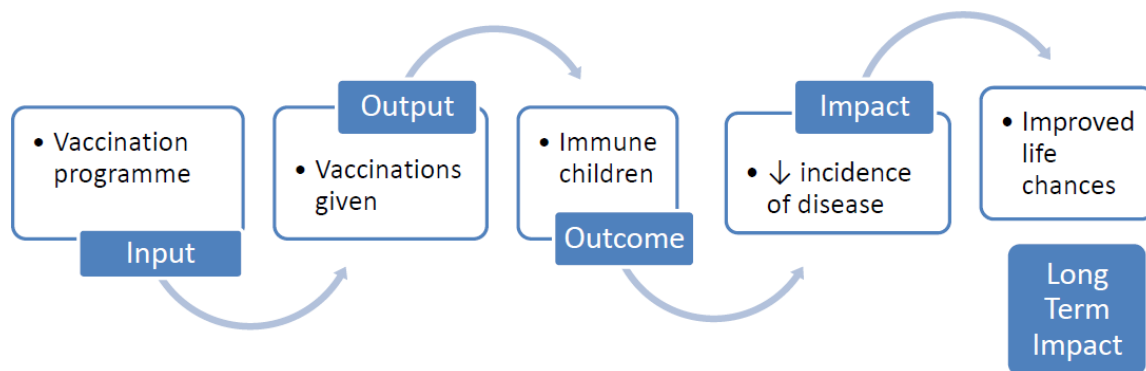 • Vaccination
programme
Input
Output
• Vaccinations
given
• Immune
children
Outcome
Impact
• ↓ incidence
of disease
• Improved
life
chances
Long
Term
Impact